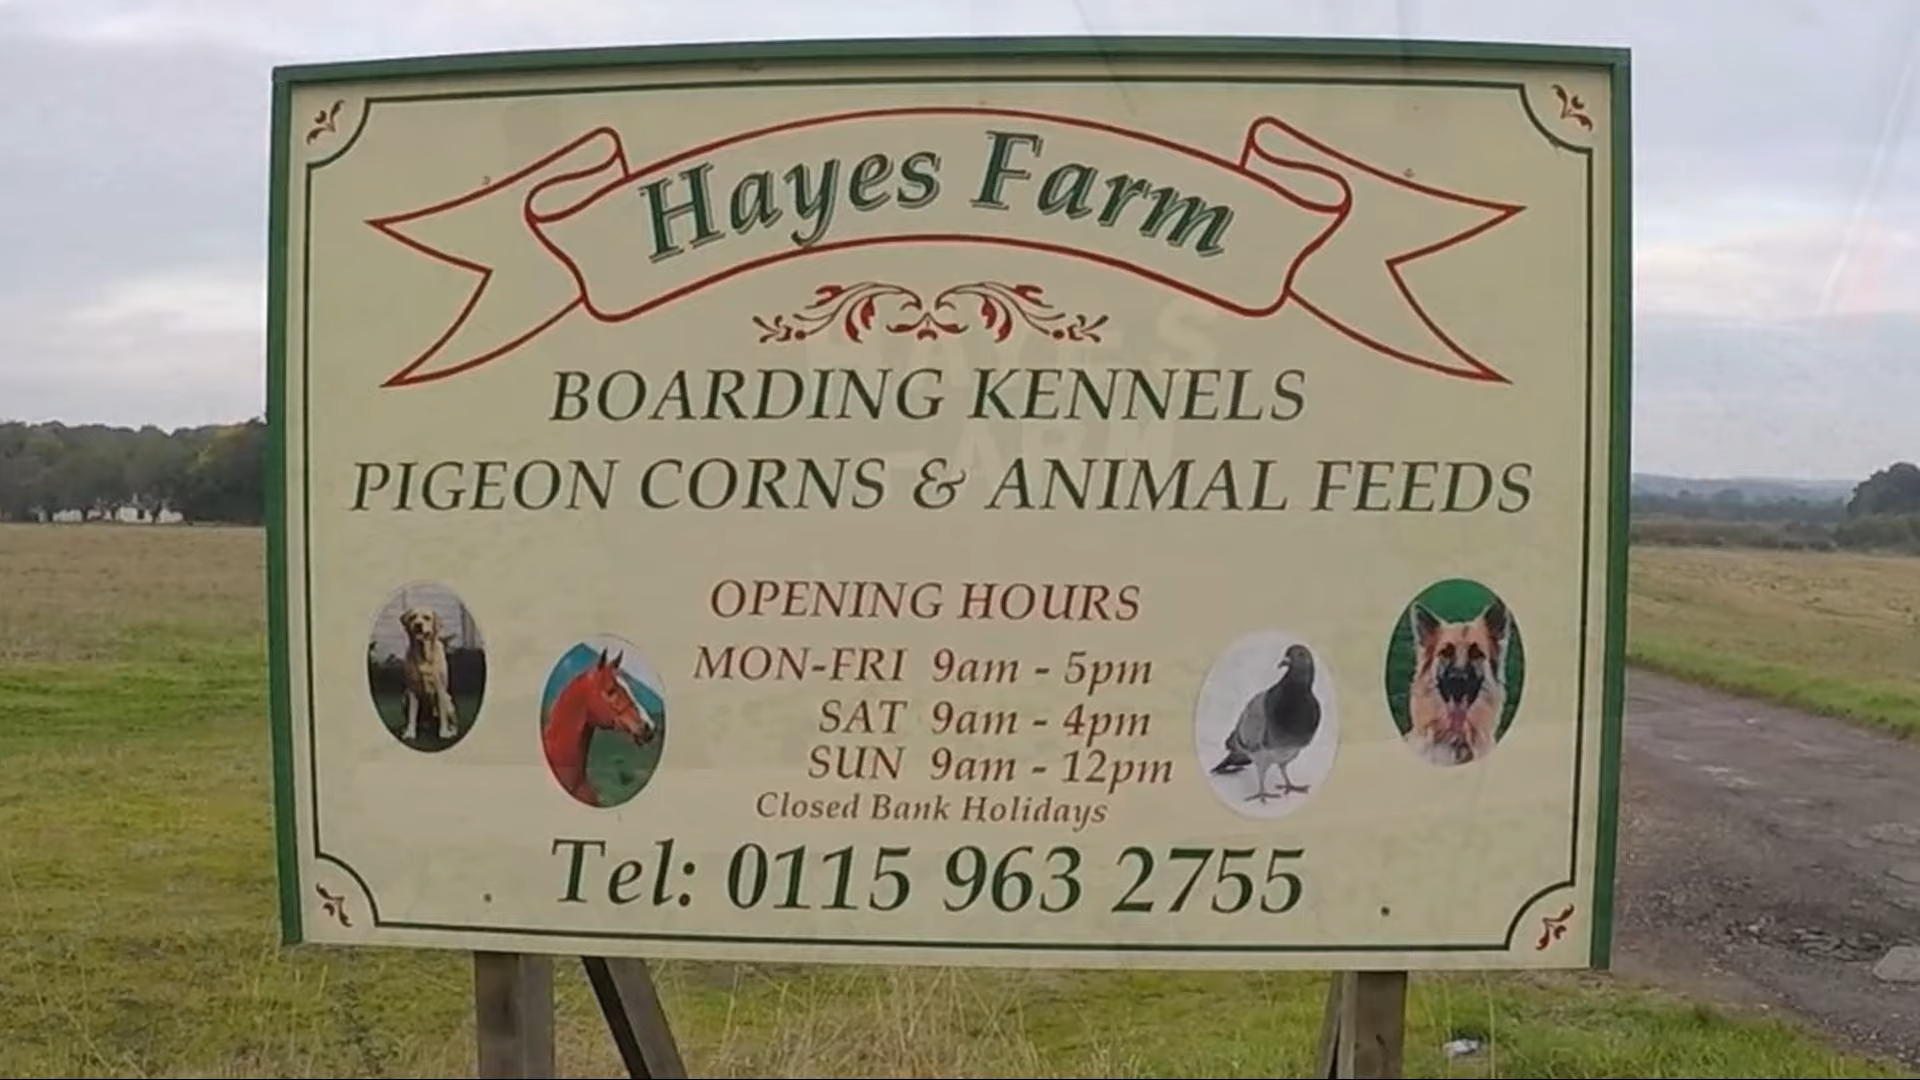 Hayes Farm
BOARDING KENNELS
PIGEON CORNS & ANIMAL FEEDS
OPENING HOURS
MON-FRI 9am - 5pm
SAT 9am - 4pm
SUN 9am - 12pm
Closed Bank Holidays
Tel: 0115 963 2755